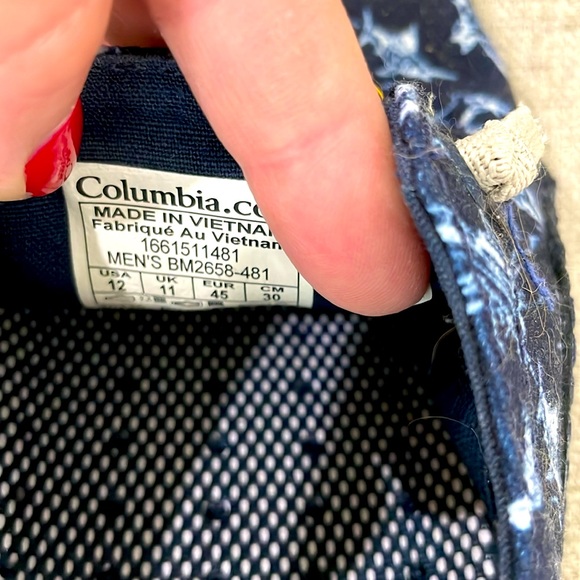 Columbia.co
MADE IN VIETNAM
Fabriqué Au Vietnam
1661511481
MEN'S BM2658-481
USA UK EUR CM
12 11 45 30